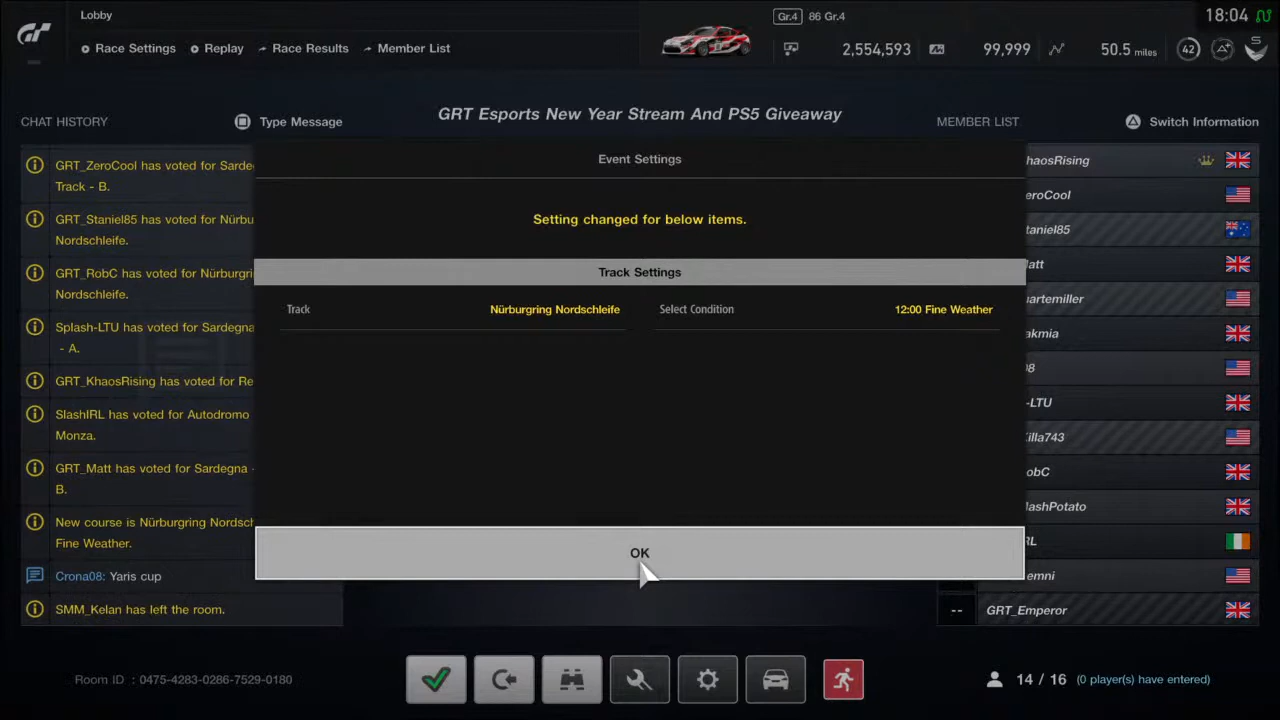 Lobby
Gr.4 86 Gr.4
18:04
Race Settings Replay Race Results Member List
2,554,593 99,999 50.5 miles 42 S
CHAT HISTORY Type Message
GRT Esports New Year Stream And PS5 Giveaway
MEMBER LIST Switch Information
GRT_ZeroCool has voted for Sarde
Track - B.
GRT_Staniel85 has voted for Nürbu
Nordschleife.
GRT_RobC has voted for Nürburgri
Nordschleife.
Splash-LTU has voted for Sardegna
- A.
GRT_KhaosRising has voted for Re
SlashIRL has voted for Autodromo
Monza.
GRT_Matt has voted for Sardegna -
B.
New course is Nürburgring Nordsch
Fine Weather.
Crona08: Yaris cup
SMM_Kelan has left the room.
Event Settings
Setting changed for below items.
Track Settings
Track Nürburgring Nordschleife Select Condition 12:00 Fine Weather
OK
haosRising
eroCool
taniel85
att
uartemiller
akmia
8
-LTU
illa743
obC
lashPotato
RL
emni
-- GRT_Emperor
Room ID : 0475-4283-0286-7529-0180
14 / 16 (0 player(s) have entered)